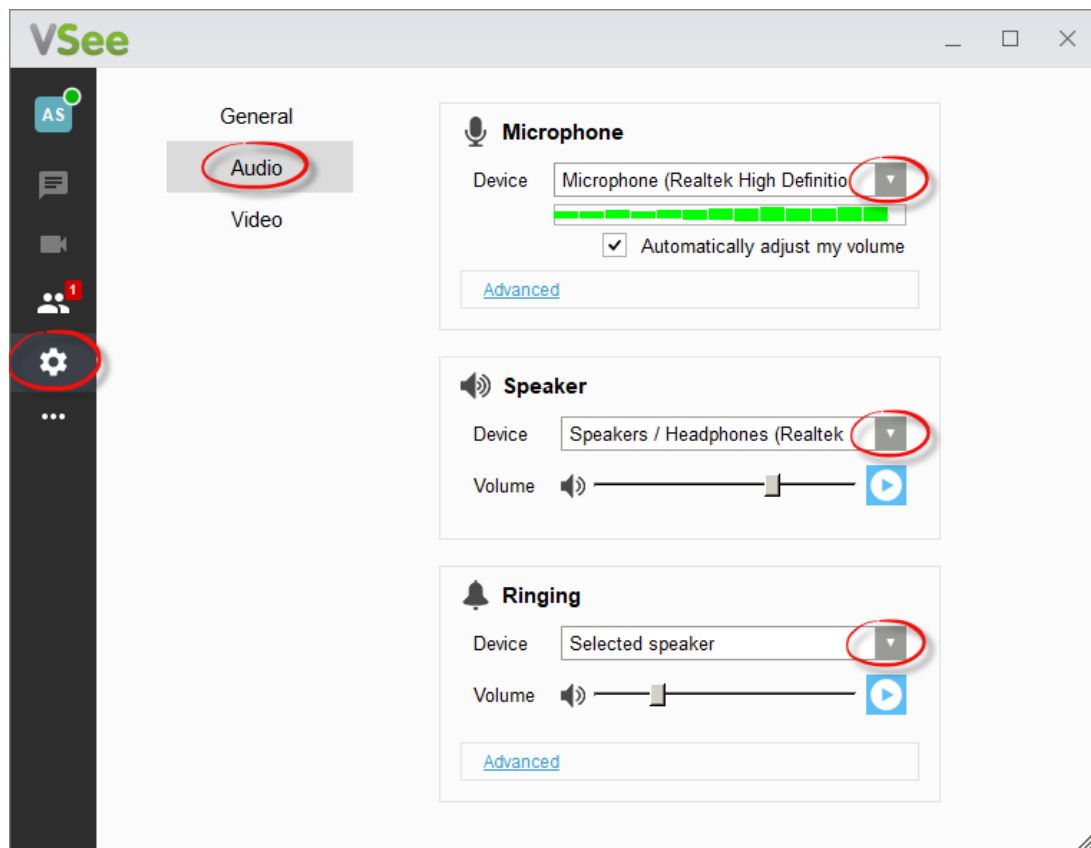 VSee
AS
1
General
Audio
Video
Microphone
Device Microphone (Realtek High Definitio
Automatically adjust my volume
Advanced
Speaker
Device Speakers / Headphones (Realtek
Volume
Ringing
Device Selected speaker
Volume
Advanced